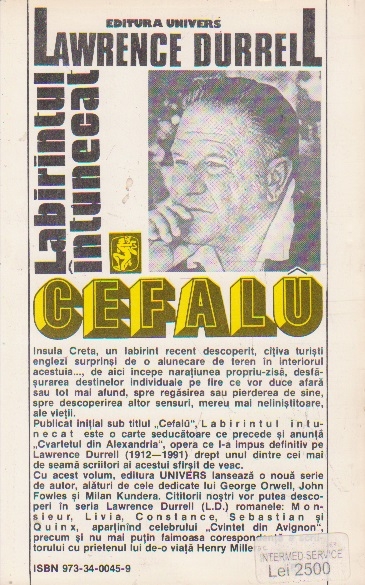 EDITURA UNIVERS
LAWRENCE DURRELL
Labirintul
întunecat
CEFALÛ
Insula Creta, un labirint recent descoperit, cîţiva turişti
englezi surprinşi de o alunecare de teren în interiorul
acestuia..., de aici începe naraţiunea propriu-zisă, desfă-
şurarea destinelor individuale pe fire ce vor duce afară
sau tot mai afund, spre regăsirea sau pierderea de sine,
spre descoperirea altor sensuri, mereu mai neliniştitoare,
ale vieţii.
Publicat iniţial sub titlul „Cefalû", Labirintul întu-
necat este o carte seducătoare ce precede şi anunţă
„Cvartetul din Alexandria", opera ce l-a impus definitiv pe
Lawrence Durrell (1912—1991) drept unul dintre cei mai
de seamă scriitori ai acestui sfîrşit de veac.
Cu acest volum, editura UNIVERS lansează o nouă serie
de autor, alături de cele dedicate lui George Orwell, John
Fowles şi Milan Kundera. Cititorii noştri vor putea desco-
peri în seria Lawrence Durrell (L.D.) romanele: Mon-
sieur, Livia, Constance, Sebastian şi
Quinx, aparţinînd celebrului „Cvintet din Avignon",
precum şi nu mai puţin faimoasa
torului cu prietenul lui de-o viaţă Henry
INTERMED SERVICE
Lei 2500
ISBN 973-34-0045-9